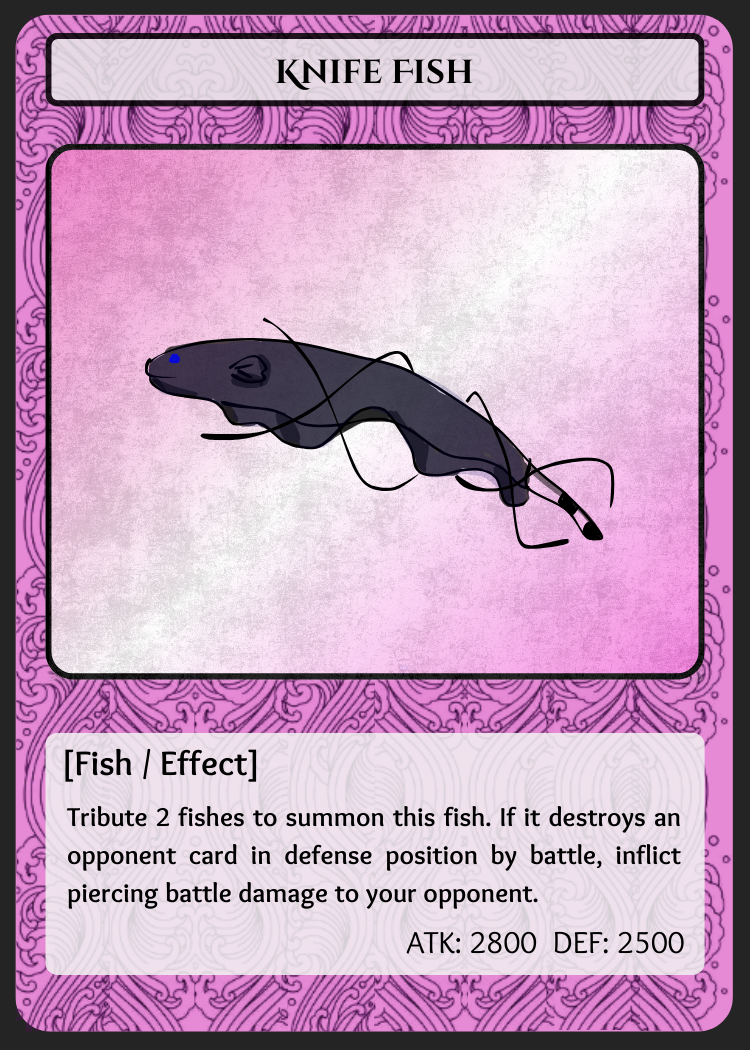 KNIFE FISH
[Fish / Effect]
Tribute 2 fishes to summon this fish. If it destroys an
opponent card in defense position by battle, inflict
piercing battle damage to your opponent.
ATK: 2800 DEF: 2500